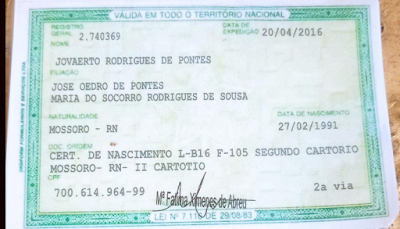 VÁLIDA EM TODO O TERRITÓRIO NACIONAL
REGISTRO GERAL 2.740369 DATA DE EXPEDIÇÃO 20/04/2016
NOME
JOVAERTO RODRIGUES DE PONTES
FILIAÇÃO
JOSE OEDRO DE PONTES
MARIA DO SOCORRO RODRIGUES DE SOUSA
NATURALIDADE DATA DE NASCIMENTO
MOSSORO - RN 27/02/1991
DOC. ORIGEM
CERT. DE NASCIMENTO L-B16 F-105 SEGUNDO CARTORIO
MOSSORO- RN- II CARTOTIO
CPF
700.614.964-99 2a via
Mª Fatima Ximenes de Abreu
LEI Nº 7.116 DE 29/08/83